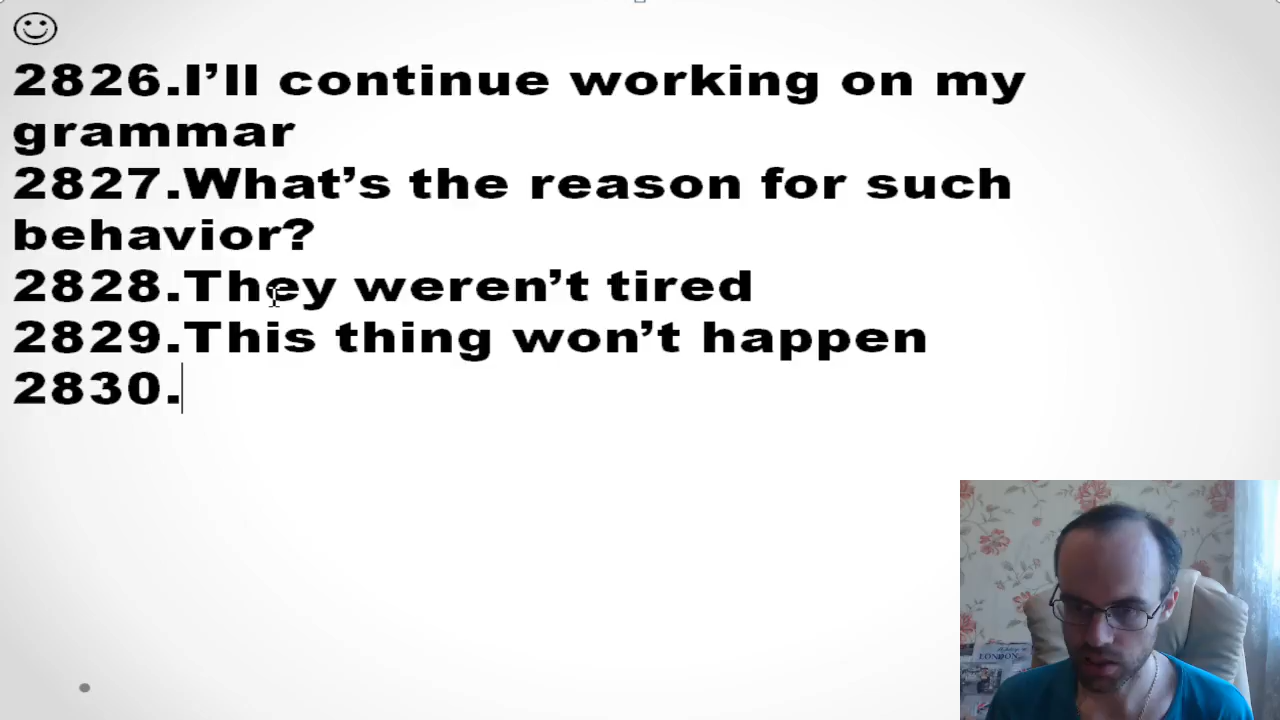 2826.I’ll continue working on my
grammar
2827.What’s the reason for such
behavior?
2828.They weren’t tired
2829.This thing won’t happen
2830.
LONDON